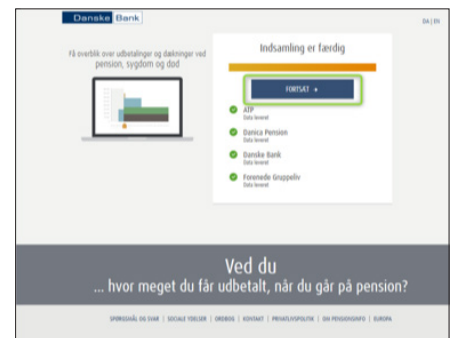 Danske Bank
DA | EN
Få overblik over udbetalinger og dækninger ved
pension, sygdom og død
Indsamling er færdig
FORTSÆT
ATP
Data leveret
Danica Pension
Data leveret
Danske Bank
Data leveret
Forenede Gruppeliv
Data leveret
Ved du
... hvor meget du får udbetalt, når du går på pension?
SPØRGSMÅL OG SVAR | SOCIALE YDELSER | ORDBOG | KONTAKT | PRIVATLIVSPOLITIK | OM PENSIONSINFO | EUROPA